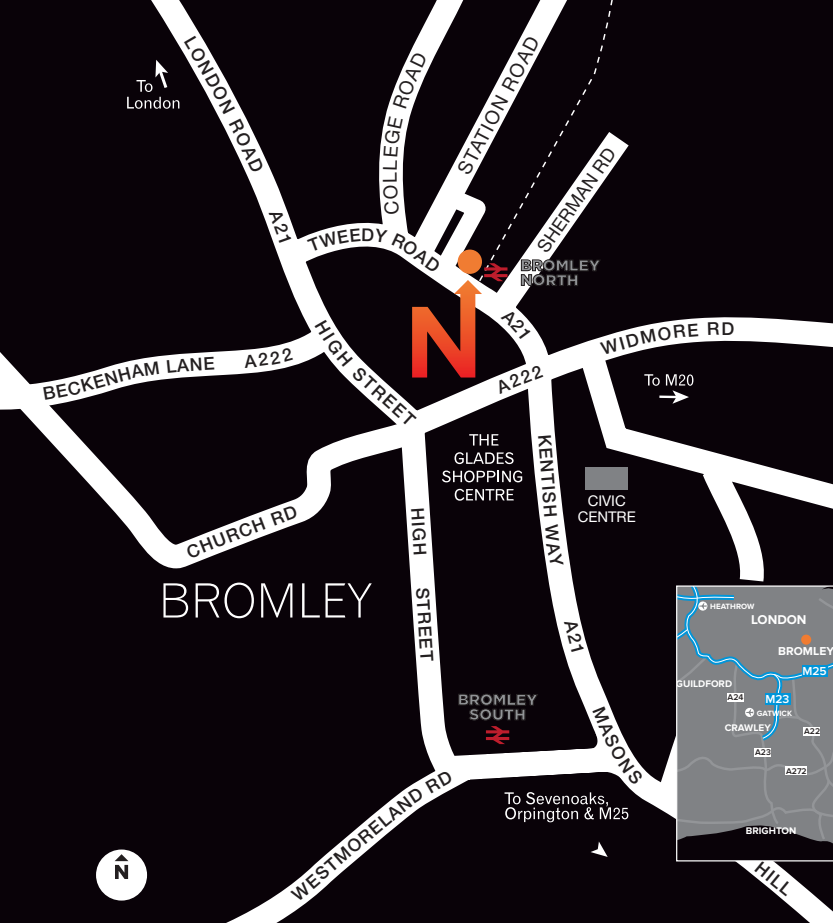 To
London
LONDON ROAD
A21
COLLEGE ROAD
STATION ROAD
SHERMAN RD
TWEEDY ROAD
BROMLEY
NORTH
N
A21
WIDMORE RD
HIGH STREET
BECKENHAM LANE A222
A222
To M20
THE
GLADES
SHOPPING
CENTRE
KENTISH WAY
CIVIC
CENTRE
CHURCH RD
HIGH STREET
BROMLEY
A21
BROMLEY
SOUTH
MASONS
HILL
WESTMORELAND RD
To Sevenoaks,
Orpington & M25
N
HEATHROW
LONDON
BROMLEY
M25
GUILDFORD
A24
M23
GATWICK
CRAWLEY
A22
A23
A272
BRIGHTON